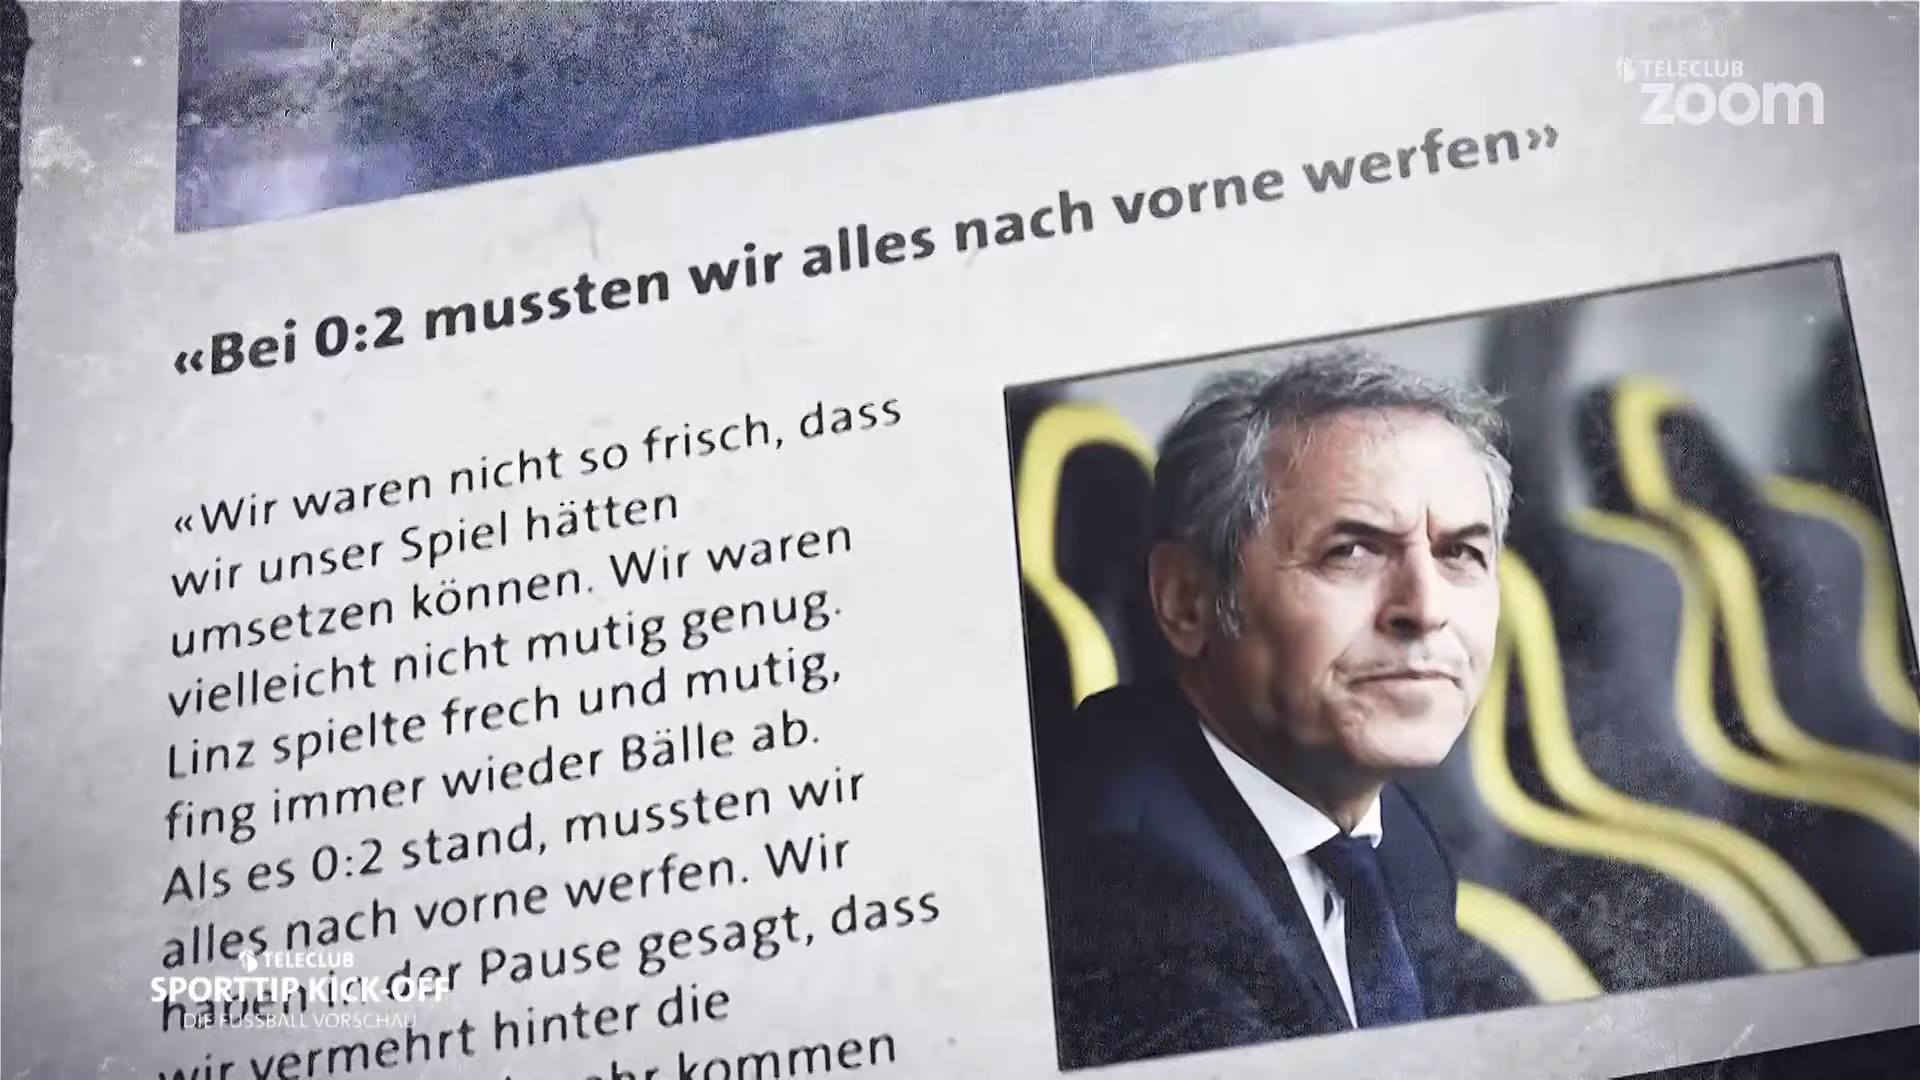 TELECLUB
zoom
«Bei 0:2 mussten wir alles nach vorne werfen»
«Wir waren nicht so frisch, dass
wir unser Spiel hätten
umsetzen können. Wir waren
vielleicht nicht mutig genug.
Linz spielte frech und mutig,
fing immer wieder Bälle ab.
Als es 0:2 stand, mussten wir
alles nach vorne werfen. Wir
haben in der Pause gesagt, dass
wir vermehrt hinter die
kommen
TELECLUB
SPORTTIP KICK-OFF
DIE FUSSBALL VORSCHAU